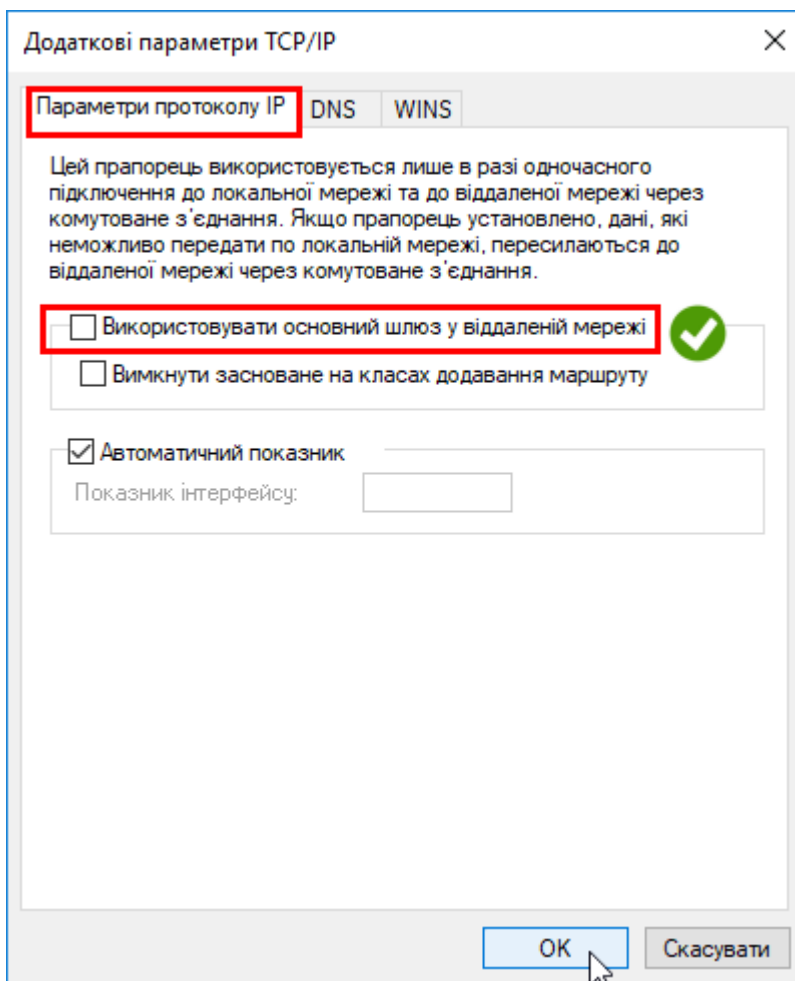 Додаткові параметри TCP/IP
Параметри протоколу IP
DNS
WINS
Цей прапорець використовується лише в разі одночасного
підключення до локальної мережі та до віддаленої мережі через
комутоване з’єднання. Якщо прапорець установлено, дані, які
неможливо передати по локальній мережі, пересилаються до
віддаленої мережі через комутоване з’єднання.
Використовувати основний шлюз у віддаленій мережі
Вимкнути засноване на класах додавання маршруту
Автоматичний показник
Показник інтерфейсу:
OK
Скасувати